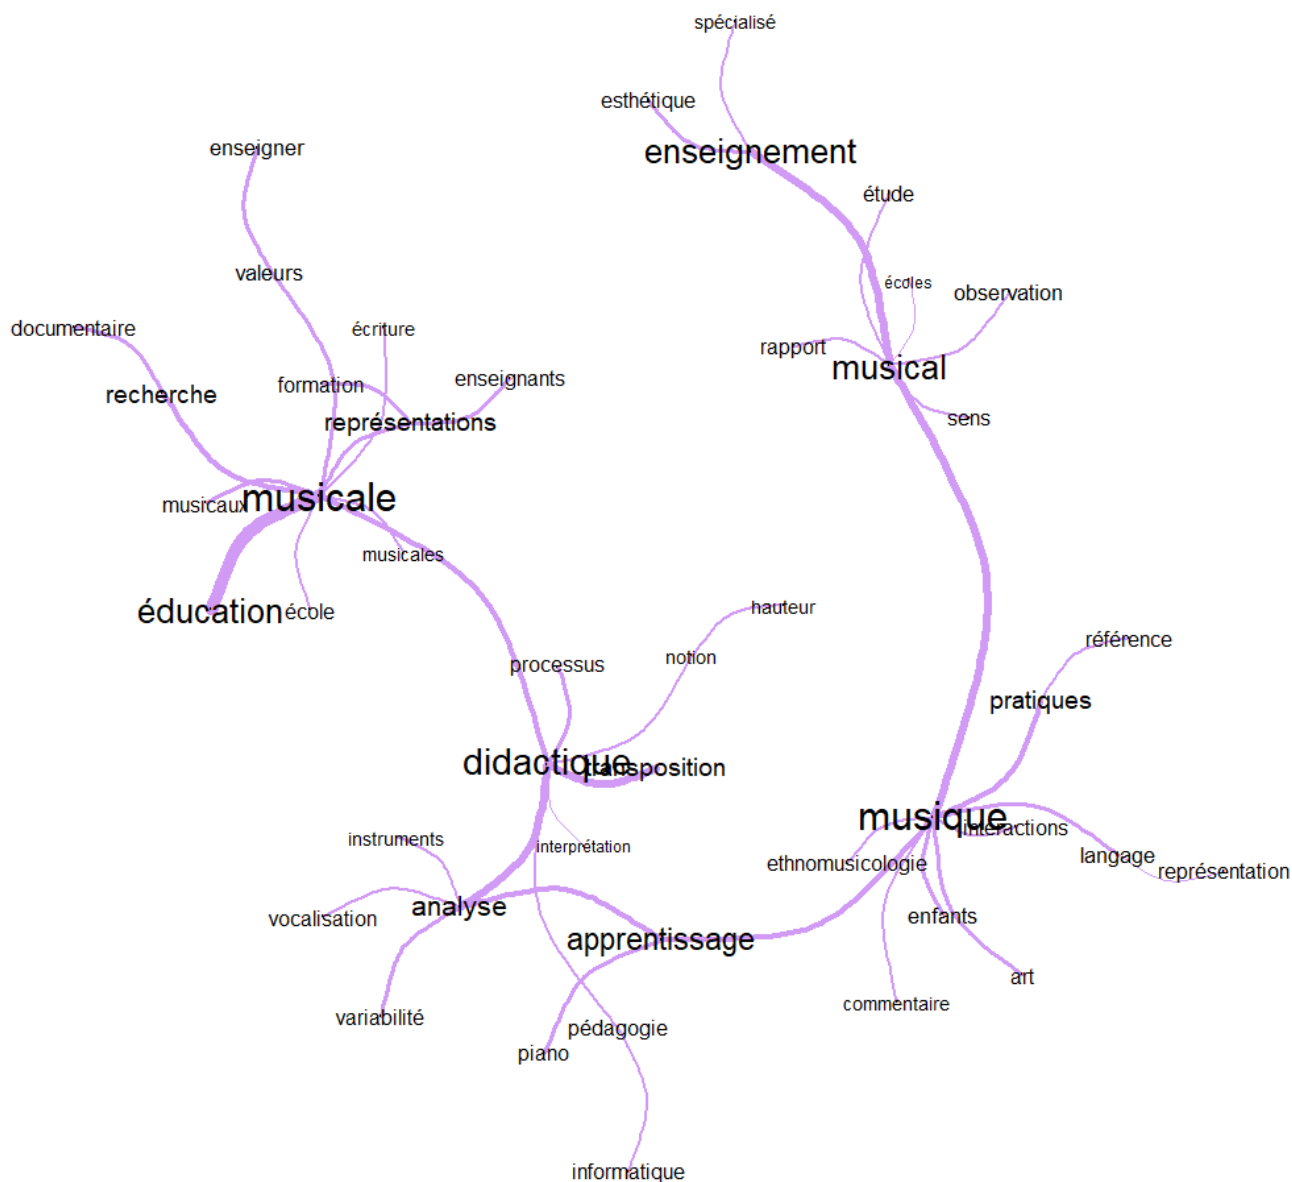 spécialisé
esthétique
enseigner
enseignement
étude
valeurs
écoles
observation
documentaire
écriture
rapport
musical
formation
enseignants
recherche
représentations
sens
musicaux
musicale
musicales
éducation
école
hauteur
processus
notion
référence
pratiques
didactique
transposition
musique
interactions
instruments
interprétation
langage
ethnomusicologie
représentation
analyse
vocalisation
enfants
apprentissage
art
commentaire
variabilité
pédagogie
piano
informatique